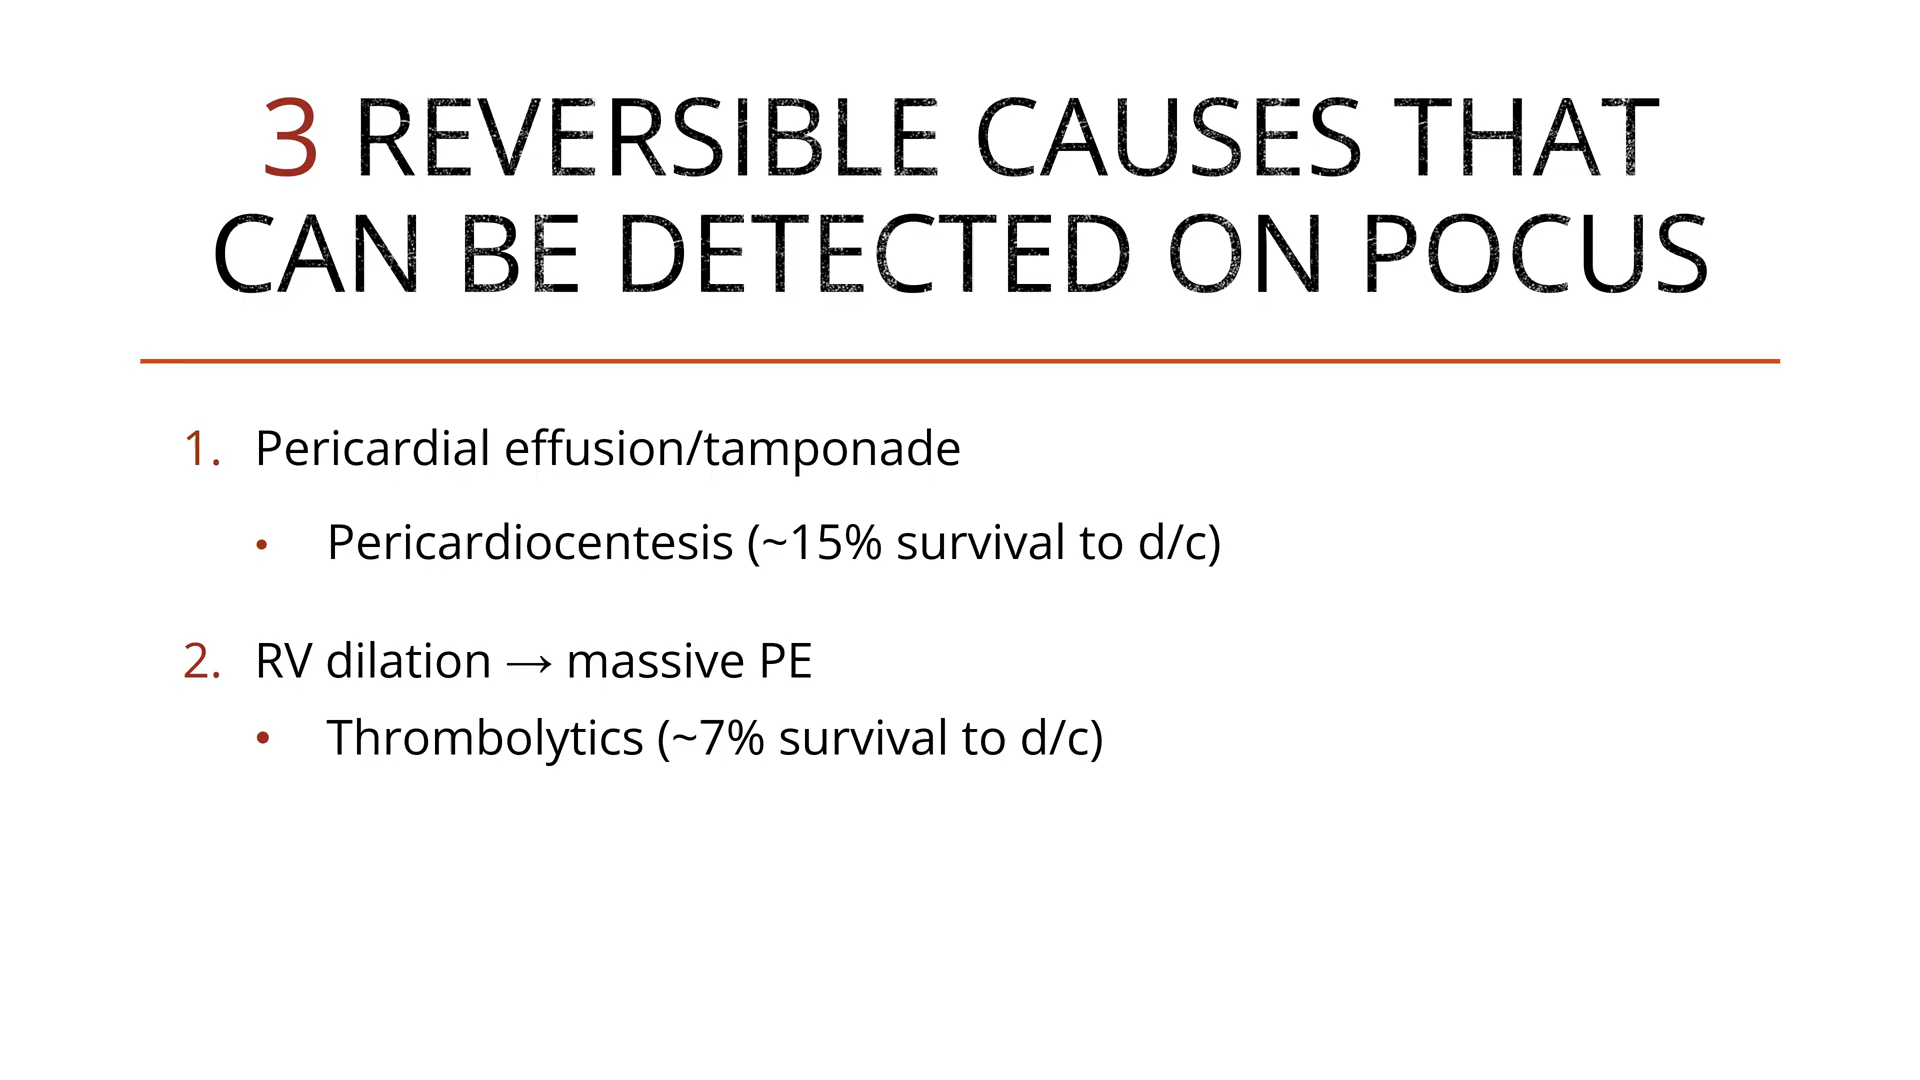 3 REVERSIBLE CAUSES THAT
CAN BE DETECTED ON POCUS
1. Pericardial effusion/tamponade
• Pericardiocentesis (~15% survival to d/c)
2. RV dilation → massive PE
• Thrombolytics (~7% survival to d/c)